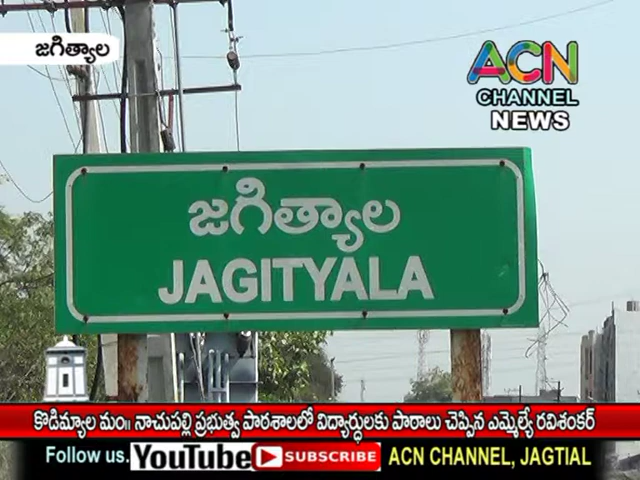 జగిత్యాల
ACN
CHANNEL
NEWS
జగిత్యాల
JAGITYALA
కొడిమ్యాల మం॥ నాచుపల్లి ప్రభుత్వ పాఠశాలలో విద్యార్థులకు పాఠాలు చెప్పిన ఎమ్మెల్యే రవిశంకర్
Follow us. YouTube SUBSCRIBE ACN CHANNEL, JAGTIAL